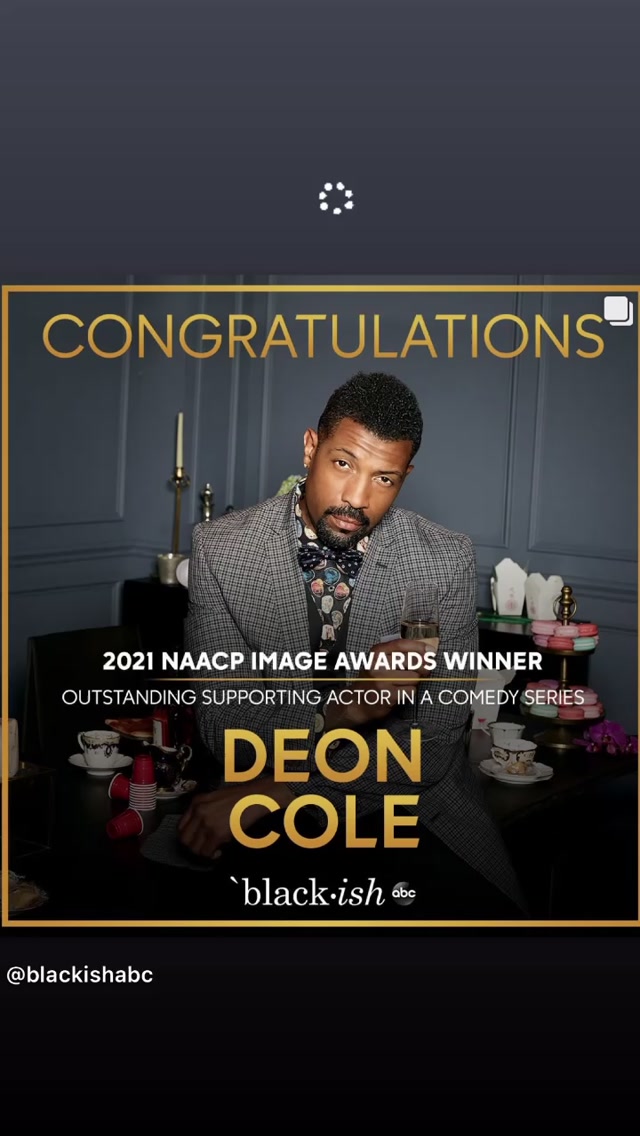 CONGRATULATIONS
2021 NAACP IMAGE AWARDS WINNER
OUTSTANDING SUPPORTING ACTOR IN A COMEDY SERIES
DEON
COLE
`black·ish abc
@blackishabc